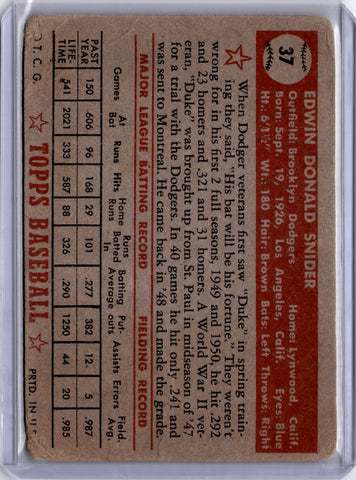 37
EDWIN DONALD SNIDER
Outfield: Brooklyn Dodgers Home: Lynwood, Calif.
Born: Sept. 19, 1926, Los Angeles, Calif. Eyes: Blue
Ht.: 6'1½" Wt.: 180 Hair: Brown Bats: Left Throws: Right
When Dodger veterans first saw "Duke" in spring train-
ing they said, "His bat will be his fortune." They weren't
wrong for in his first 2 full seasons, 1949 and 1950 he hit .292
and 23 homers and .321 and 31 homers. A World War II vet-
eran, "Duke" was brought up from St. Paul in midseason of '47
for a trial with the Dodgers. In 40 games he hit only .241 and
was sent to Montreal. He came back in '48 and made the grade.
MAJOR LEAGUE BATTING RECORD FIELDING RECORD
Games At Bat Runs Hits Home Runs Runs Batted In Batting Average Put-outs Assists Errors Field. Avg.
PAST YEAR 150 606 96 168 29 101 .277 382 12 5 .987
LIFE-TIME 541 2021 333 587 88 326 .290 1250 44 20 .985
T. C. G. TOPPS BASEBALL PRTD. IN U.S.